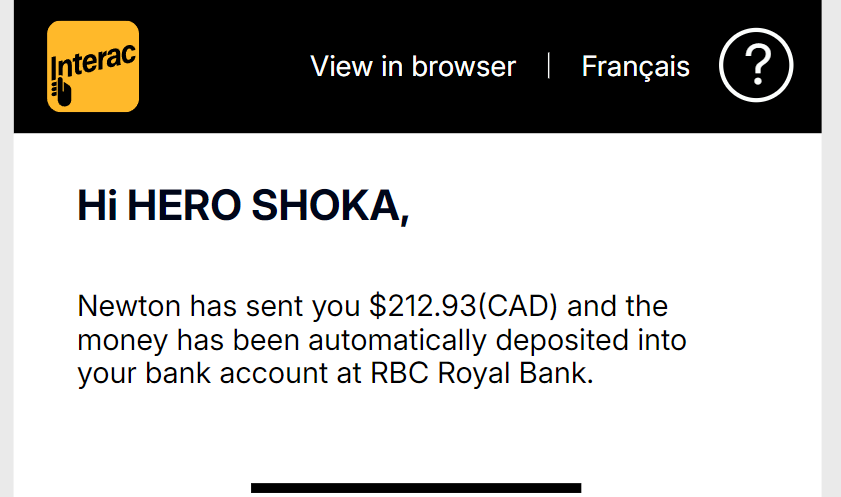 Interac
View in browser | Français ?
Hi HERO SHOKA,
Newton has sent you $212.93(CAD) and the
money has been automatically deposited into
your bank account at RBC Royal Bank.